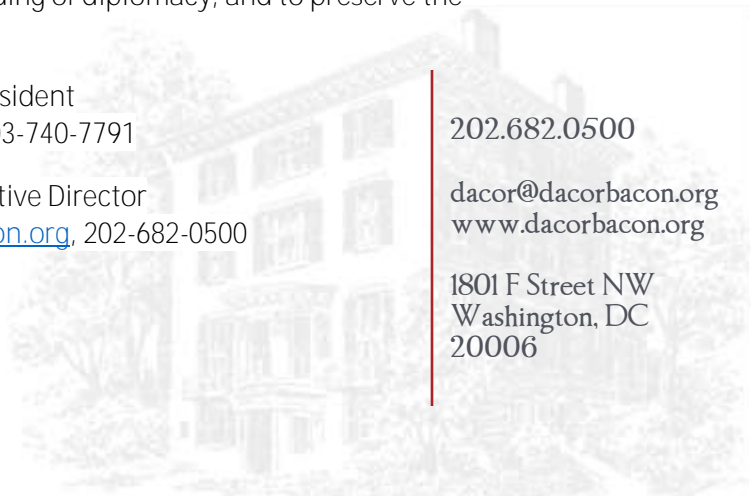 ding of diplomacy, and to preserve the
sident
3-740-7791
tive Director
on.org, 202-682-0500
202.682.0500
dacor@dacorbacon.org
www.dacorbacon.org
1801 F Street NW
Washington, DC
20006